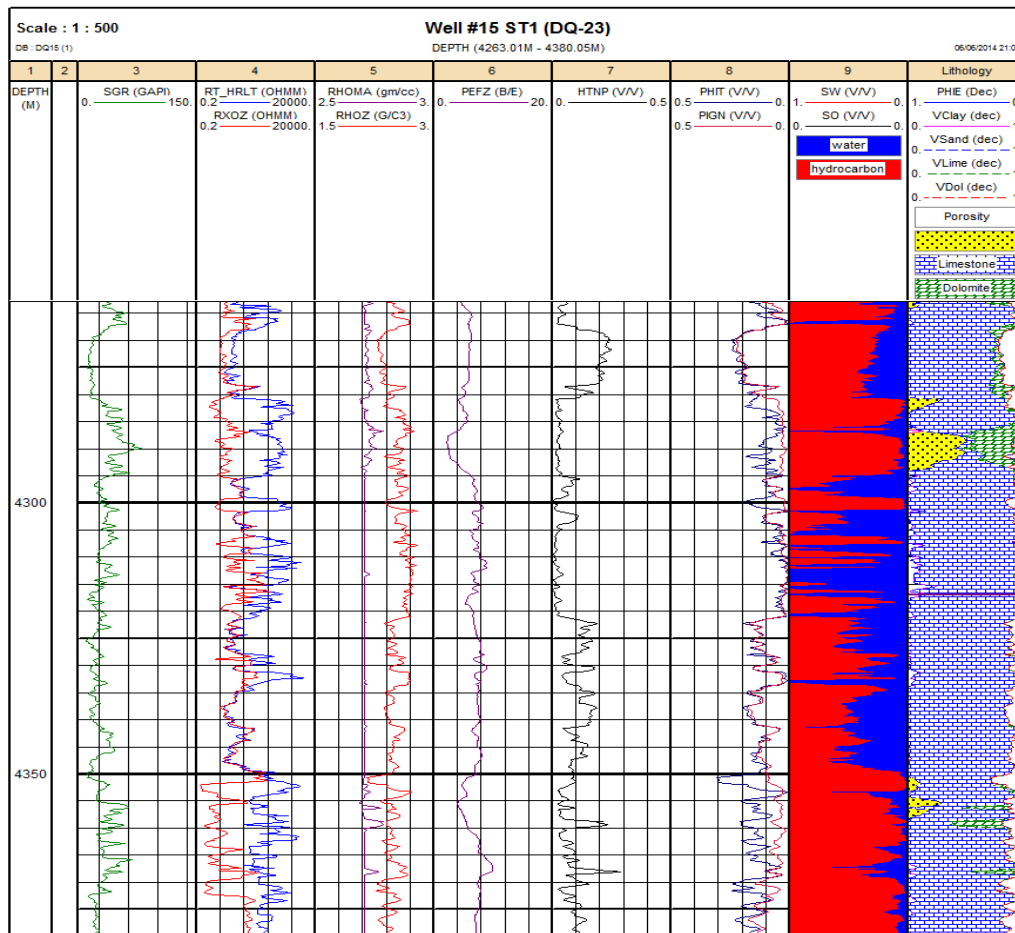 Scale : 1 : 500
Well #15 ST1 (DQ-23)
DB : DQ15 (1)
DEPTH (4263.01M - 4380.05M)
06/06/2014 21:0
1 2 3 4 5 6 7 8 9 Lithology
DEPTH (M)
SGR (GAPI)
0. 150.
RT_HRLT (OHMM)
0.2 20000.
RXOZ (OHMM)
0.2 20000.
RHOMA (gm/cc)
2.5 3.
RHOZ (G/C3)
1.5 3.
PEFZ (B/E)
0. 20.
HTNP (V/V)
0. 0.5
PHIT (V/V)
0.5 0.
PIGN (V/V)
0.5 0.
SW (V/V)
1. 0.
SO (V/V)
0.
water
hydrocarbon
PHIE (Dec)
1. 0
VClay (dec)
0. 1
VSand (dec)
0. 1
VLime (dec)
0. 1
VDol (dec)
0. 1
Porosity
Limestone
Dolomite
4300
4350